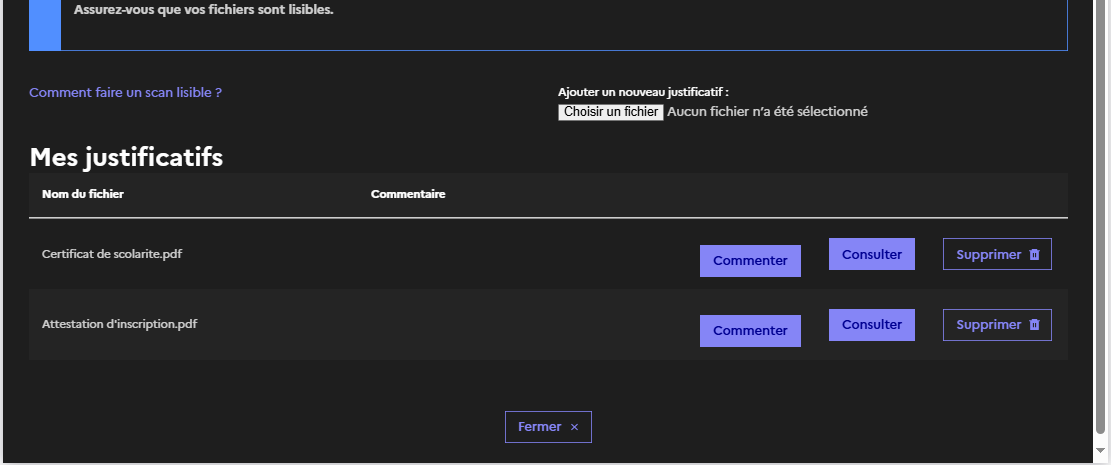 Assurez-vous que vos fichiers sont lisibles.
Comment faire un scan lisible ?
Ajouter un nouveau justificatif :
Choisir un fichier Aucun fichier n'a été sélectionné
Mes justificatifs
Nom du fichier Commentaire
Certificat de scolarite.pdf Commenter Consulter Supprimer
Attestation d'inscription.pdf Commenter Consulter Supprimer
Fermer ×